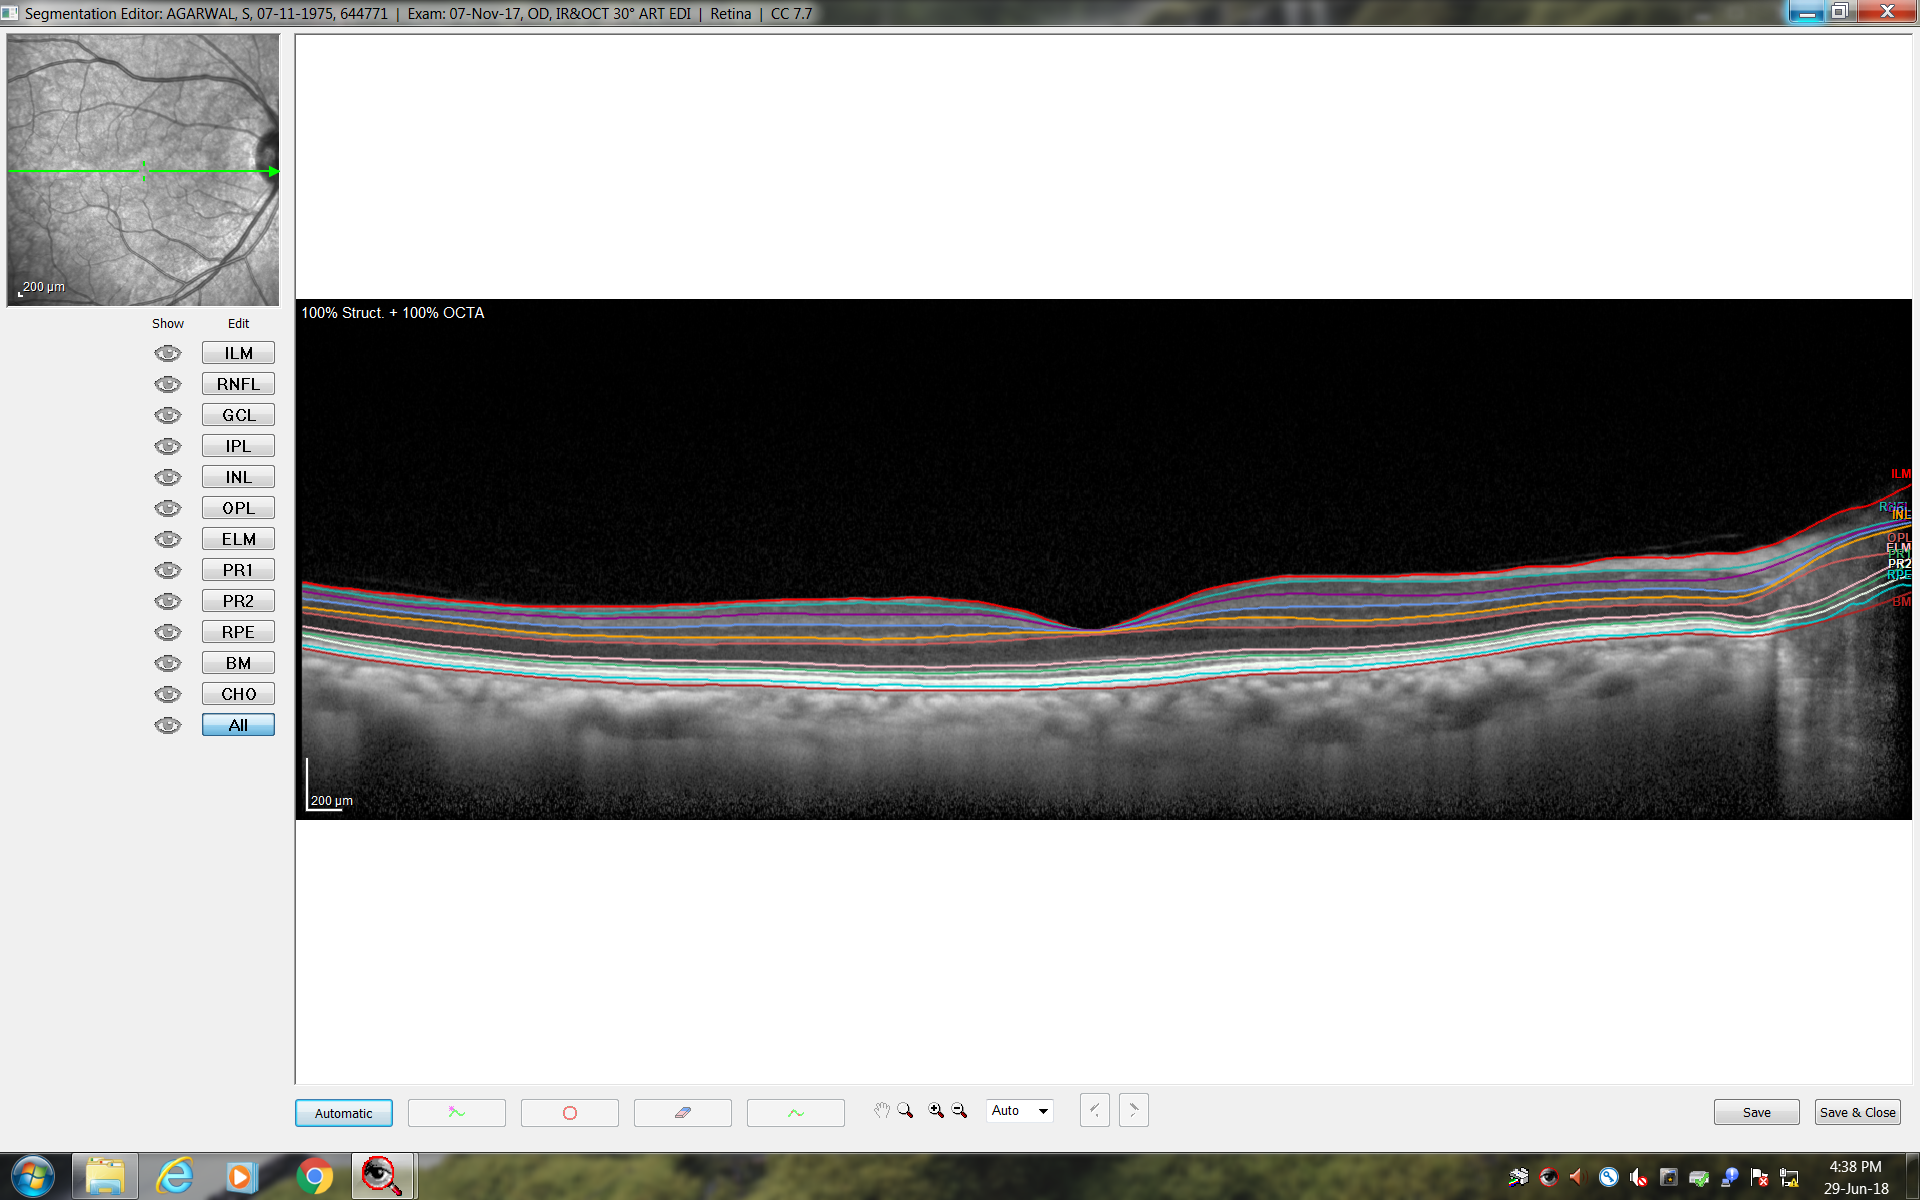 Segmentation Editor: AGARWAL, S, 07-11-1975, 644771 | Exam: 07-Nov-17, OD, IR&OCT 30° ART EDI | Retina | CC 7.7
200 µm
Show Edit
ILM
RNFL
GCL
IPL
INL
OPL
ELM
PR1
PR2
RPE
BM
CHO
All
100% Struct. + 100% OCTA
ILM
INL
OPL
ELM
PR1
PR2
RPE
BM
200 µm
Automatic
Auto
Save
Save & Close
4:38 PM
29-Jun-18